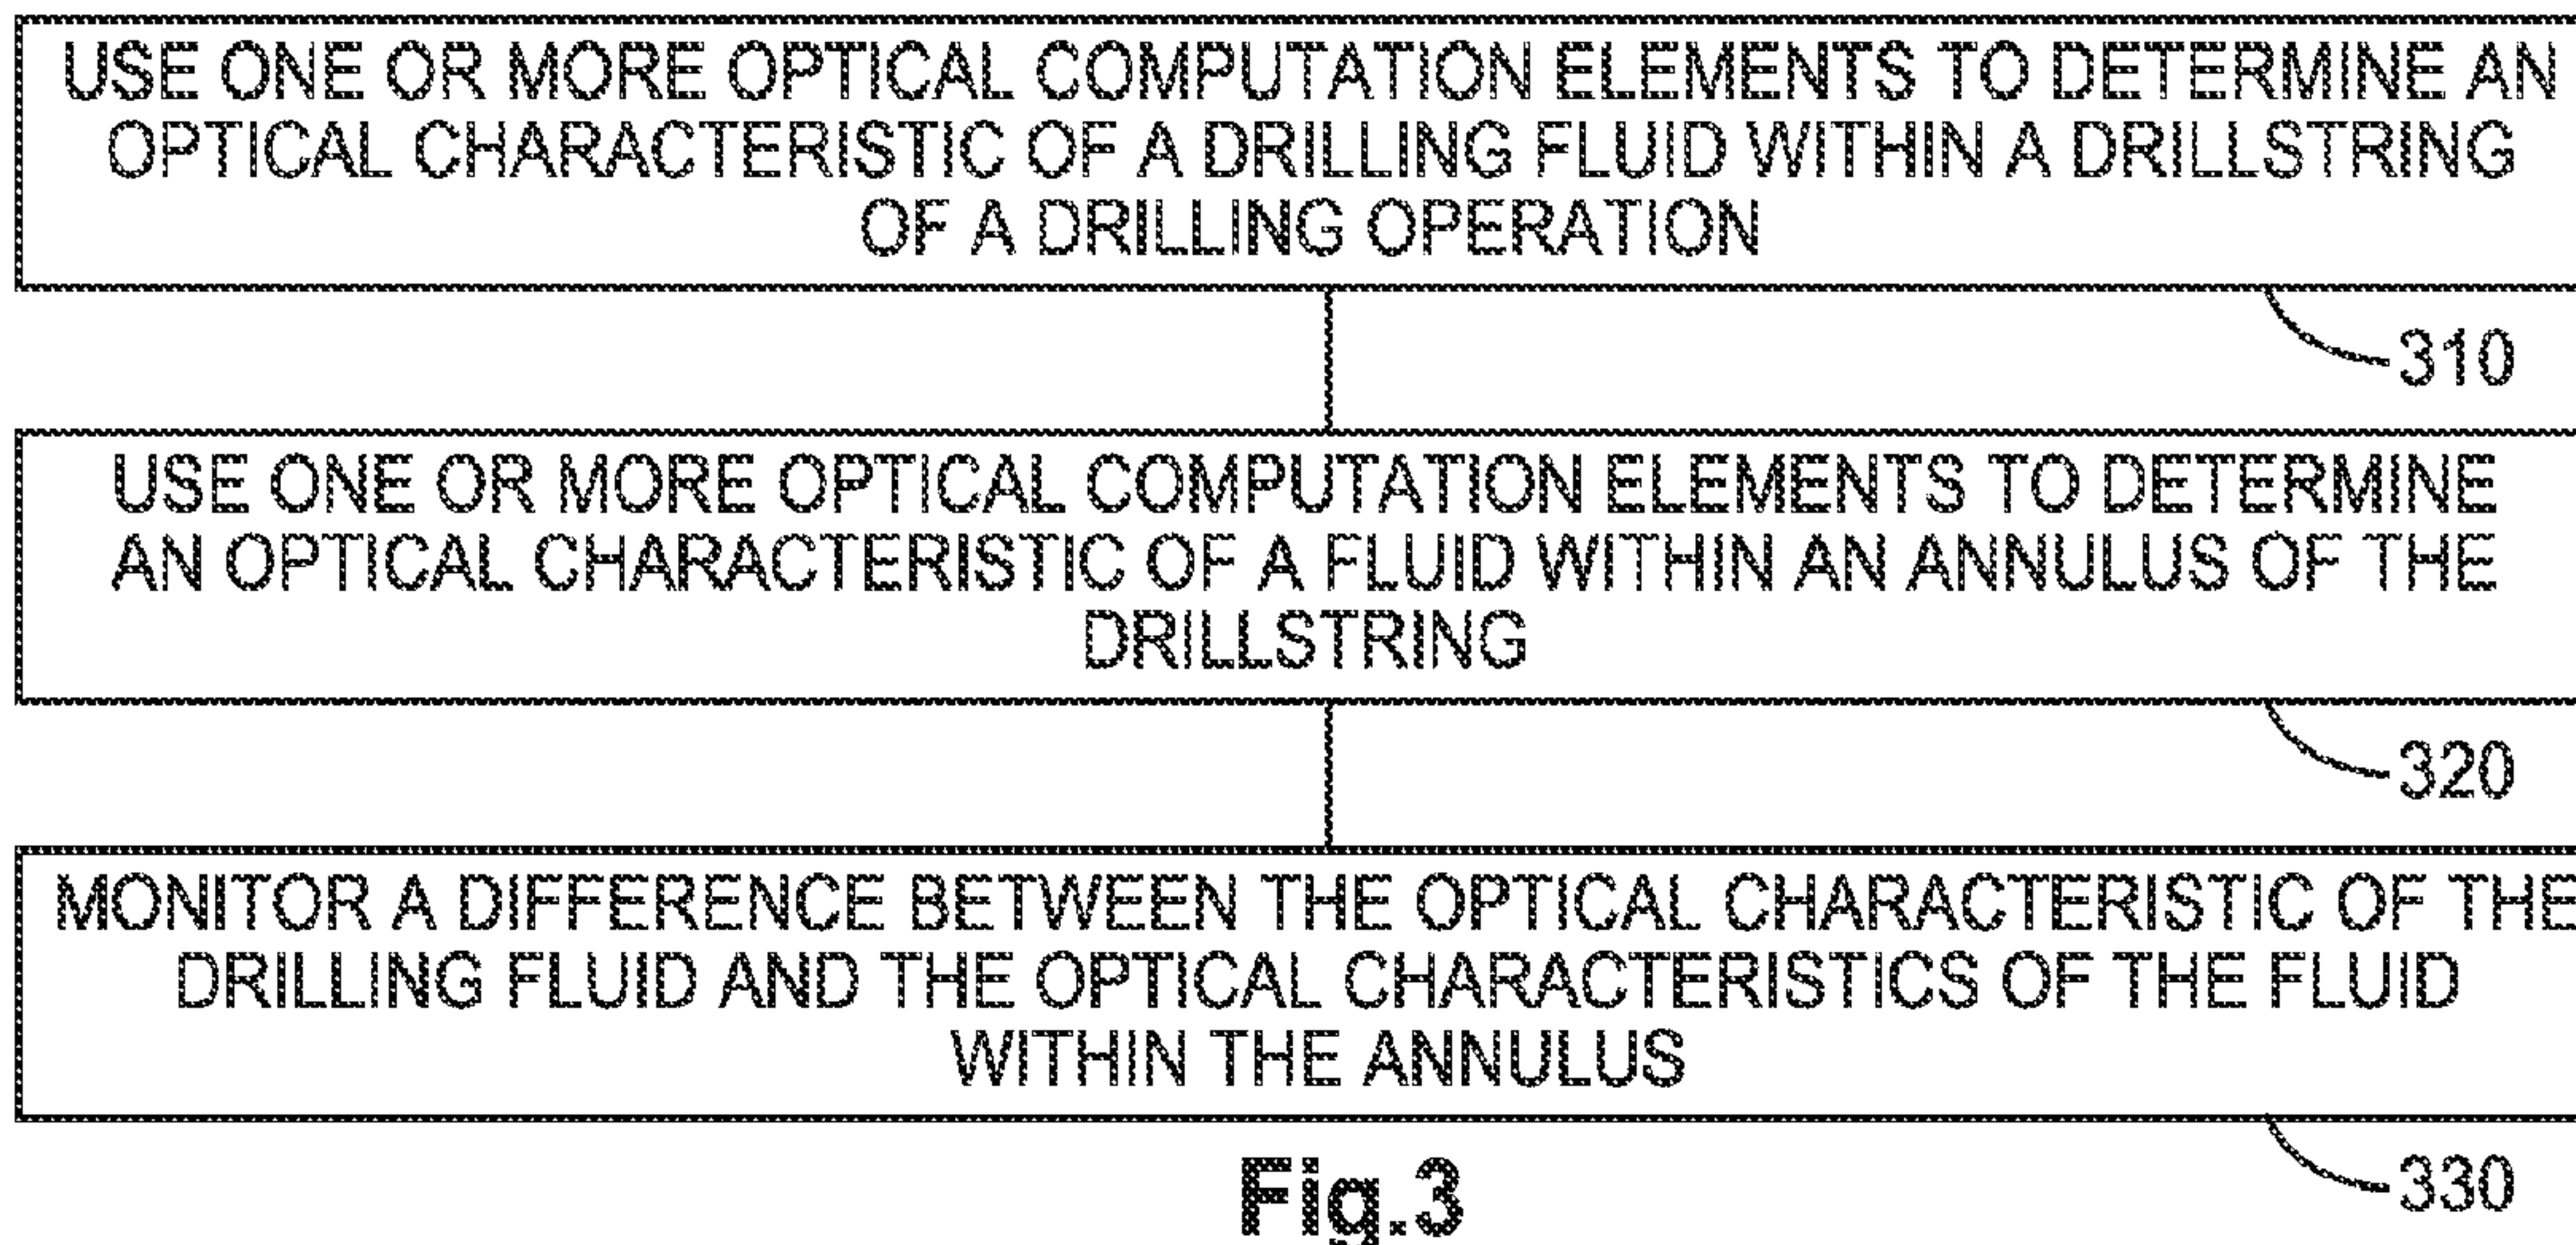 USE ONE OR MORE OPTICAL COMPUTATION ELEMENTS TO DETERMINE AN
OPTICAL CHARACTERISTIC OF A DRILLING FLUID WITHIN A DRILLSTRING
OF A DRILLING OPERATION
310
USE ONE OR MORE OPTICAL COMPUTATION ELEMENTS TO DETERMINE
AN OPTICAL CHARACTERISTIC OF A FLUID WITHIN AN ANNULUS OF THE
DRILLSTRING
320
MONITOR A DIFFERENCE BETWEEN THE OPTICAL CHARACTERISTIC OF THE
DRILLING FLUID AND THE OPTICAL CHARACTERISTICS OF THE FLUID
WITHIN THE ANNULUS
330
Fig.3